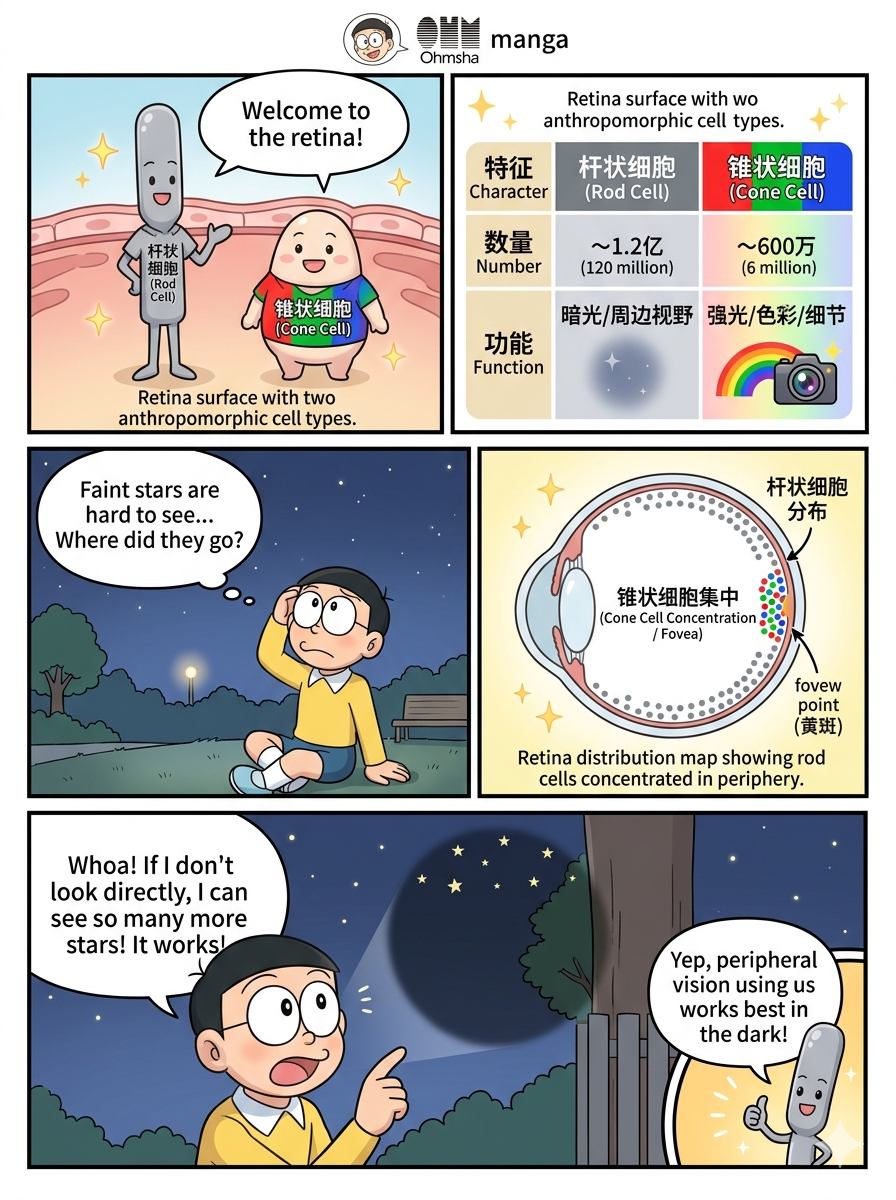 OHM
Ohmsha
manga
Welcome to
the retina!
杆状
细胞
(Rod
Cell)
锥状细胞
(Cone Cell)
Retina surface with two
anthropomorphic cell types.
Retina surface with wo
anthropomorphic cell types.
特征
Character
杆状细胞
(Rod Cell)
锥状细胞
(Cone Cell)
数量
Number
～1.2亿
(120 million)
～600万
(6 million)
功能
Function
暗光/周边视野
强光/色彩/细节
Faint stars are
hard to see...
Where did they go?
杆状细胞
分布
锥状细胞集中
(Cone Cell Concentration
/ Fovea)
fovew
point
(黄斑)
Retina distribution map showing rod
cells concentrated in periphery.
Whoa! If I don't
look directly, I can
see so many more
stars! It works!
Yep, peripheral
vision using us
works best in
the dark!